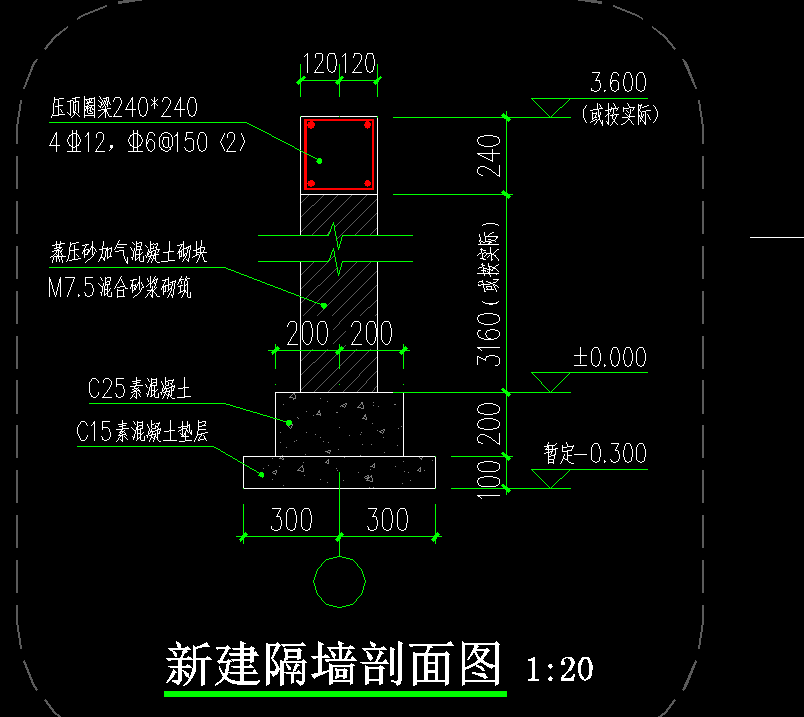 120 120
3.600
(或按实际)
压顶圈梁240*240
4Φ12，Φ6@150〈2〉
240
蒸压砂加气混凝土砌块
M7.5混合砂浆砌筑
3160(或按实际)
200 200
±0.000
C25素混凝土
C15素混凝土垫层
200
暂定-0.300
100
300 300
新建隔墙剖面图 1:20